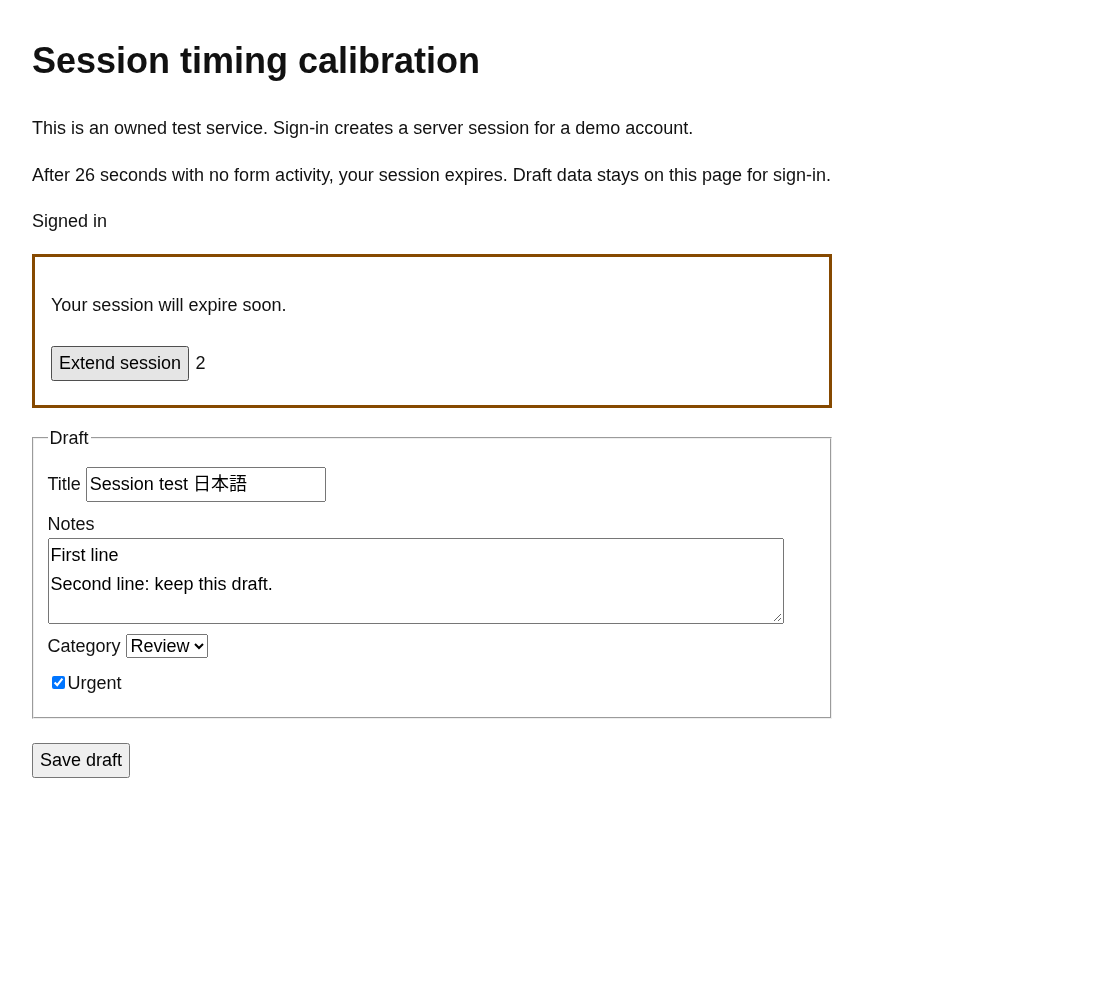 Session timing calibration
This is an owned test service. Sign-in creates a server session for a demo account.
After 26 seconds with no form activity, your session expires. Draft data stays on this page for sign-in.
Signed in
Your session will expire soon.
Extend session 2
Draft
Title Session test 日本語
Notes
First line
Second line: keep this draft.
Category Review
Urgent
Save draft